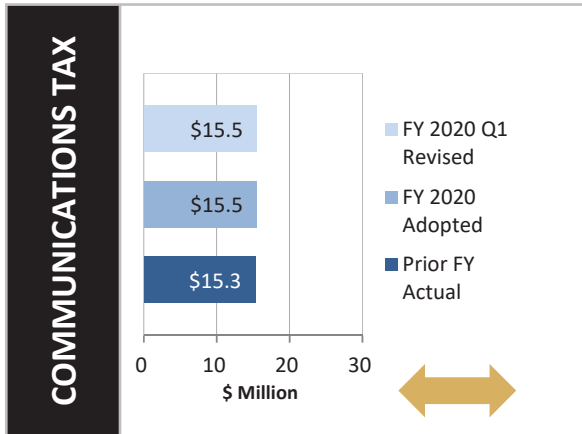 COMMUNICATIONS TAX
$15.5
$15.5
$15.3
0 10 20 30
$ Million
FY 2020 Q1
Revised
FY 2020
Adopted
Prior FY
Actual